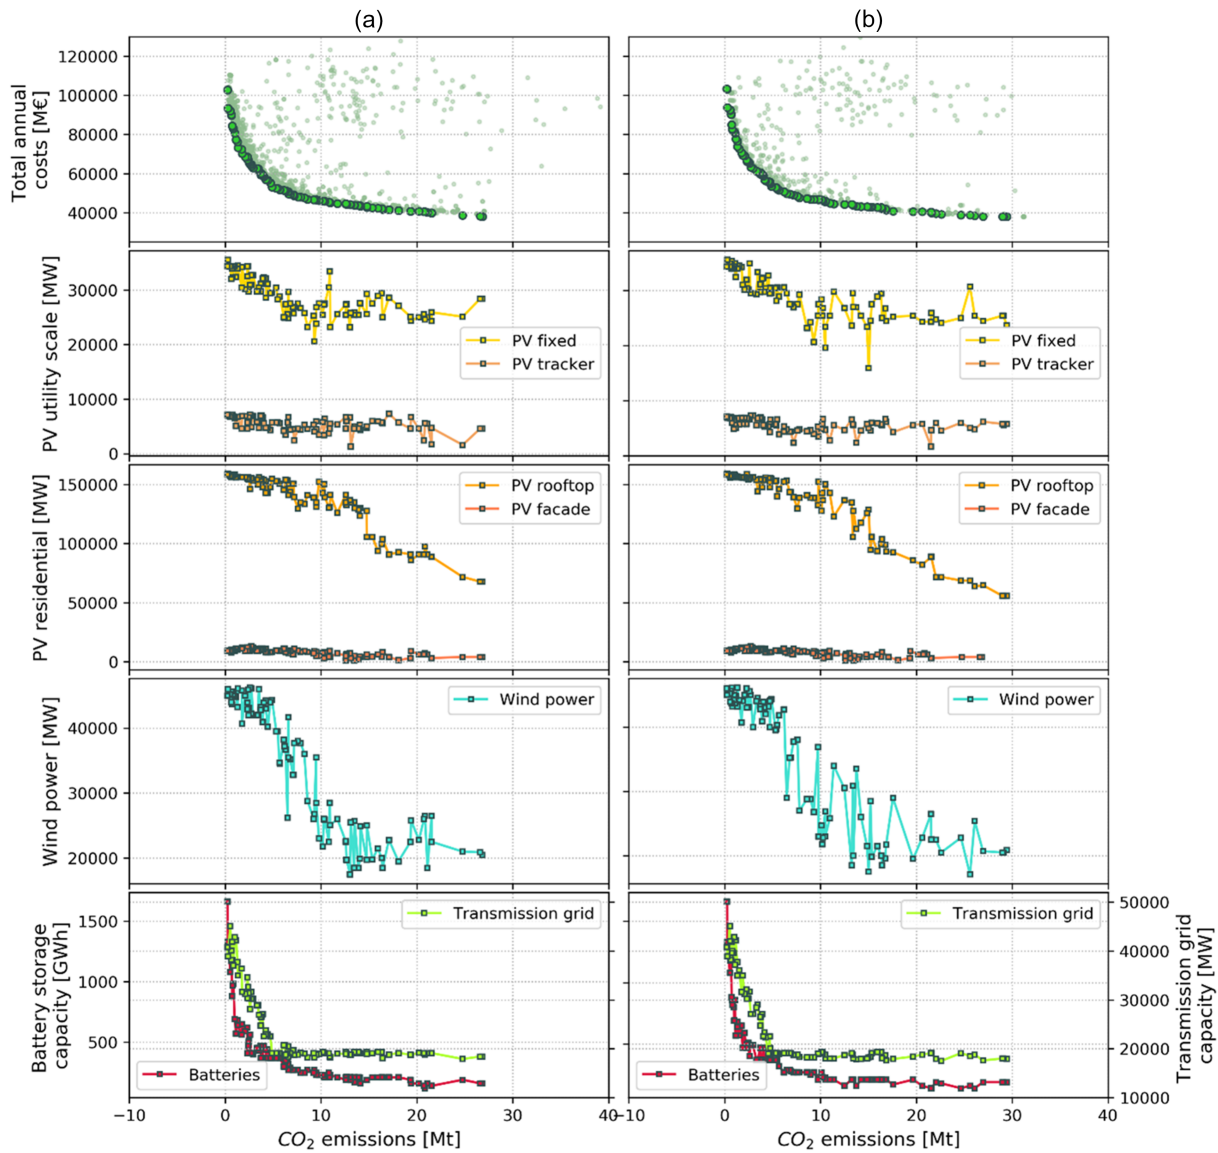 (a)
(b)
Total annual
costs [M€]
120000
100000
80000
60000
40000
PV utility scale [MW]
30000
20000
10000
0
PV fixed
PV tracker
PV fixed
PV tracker
PV residential [MW]
150000
100000
50000
0
PV rooftop
PV facade
PV rooftop
PV facade
Wind power [MW]
40000
30000
20000
Wind power
Wind power
Battery storage
capacity [GWh]
1500
1000
500
Transmission grid
Batteries
Transmission grid
Batteries
50000
40000
30000
20000
10000
Transmission grid
capacity [MW]
−10 0 10 20 30 40
−10 0 10 20 30 40
CO2 emissions [Mt]
CO2 emissions [Mt]